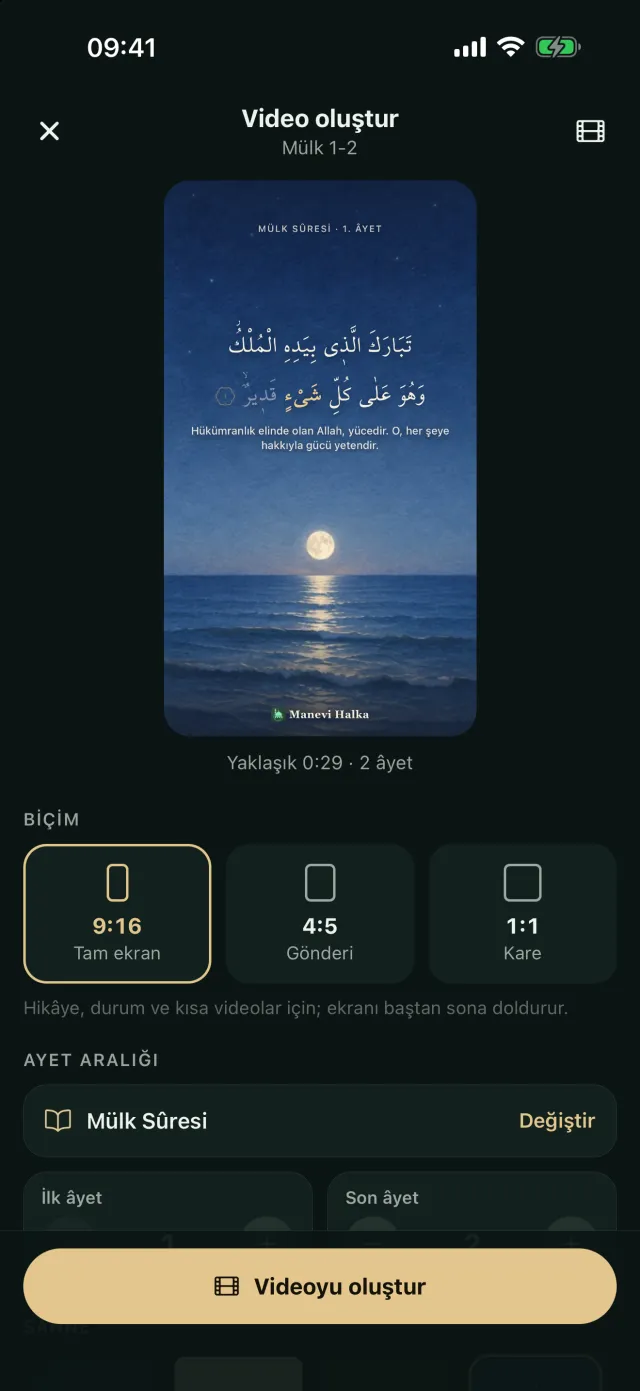 09:41
Video oluştur
Mülk 1-2
MÜLK SÛRESİ · 1. ÂYET
تَبَارَكَ الَّذ۪ى بِيَدِهِ الْمُلْكُۘ
وَهُوَ عَلٰى كُلِّ شَىْءٍ قَد۪يرٌۙ
Hükümranlık elinde olan Allah, yücedir. O, her şeye
hakkıyla gücü yetendir.
Manevi Halka
Yaklaşık 0:29 · 2 âyet
BİÇİM
9:16
Tam ekran
4:5
Gönderi
1:1
Kare
Hikâye, durum ve kısa videolar için; ekranı baştan sona doldurur.
AYET ARALIĞI
Mülk Sûresi
Değiştir
İlk âyet
Son âyet
Videoyu oluştur